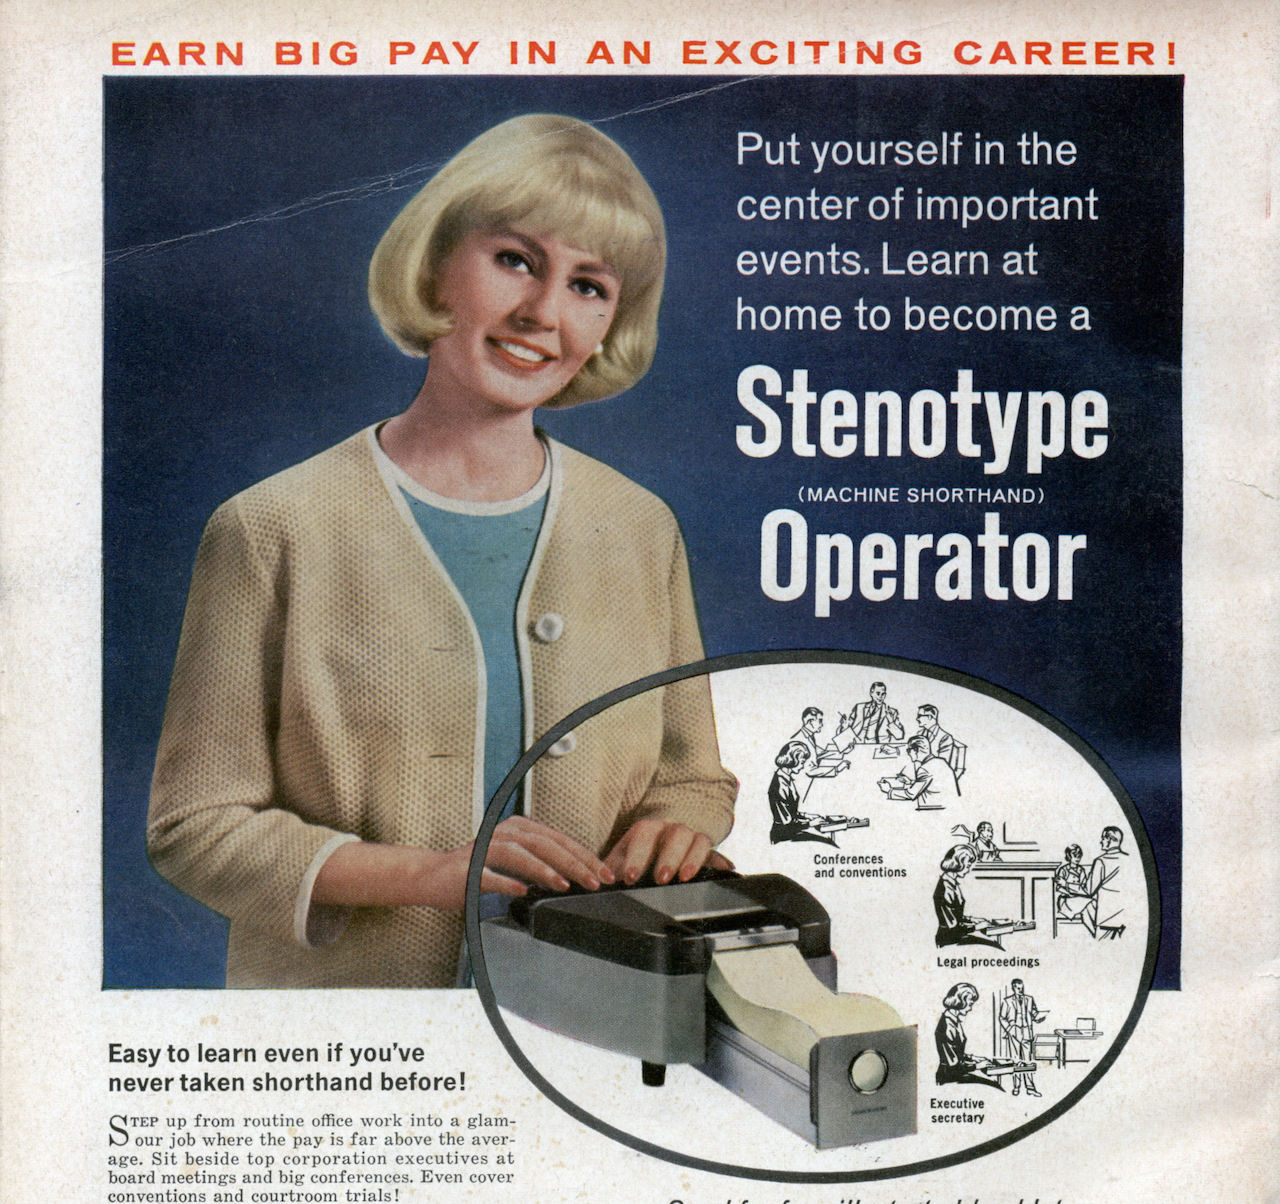 EARN BIG PAY IN AN EXCITING CAREER!
Put yourself in the
center of important
events. Learn at
home to become a
Stenotype
(MACHINE SHORTHAND)
Operator
Conferences
and conventions
Legal proceedings
Executive
secretary
Easy to learn even if you've
never taken shorthand before!
STEP up from routine office work into a glam-
our job where the pay is far above the aver-
age. Sit beside top corporation executives at
board meetings and big conferences. Even cover
conventions and courtroom trials!